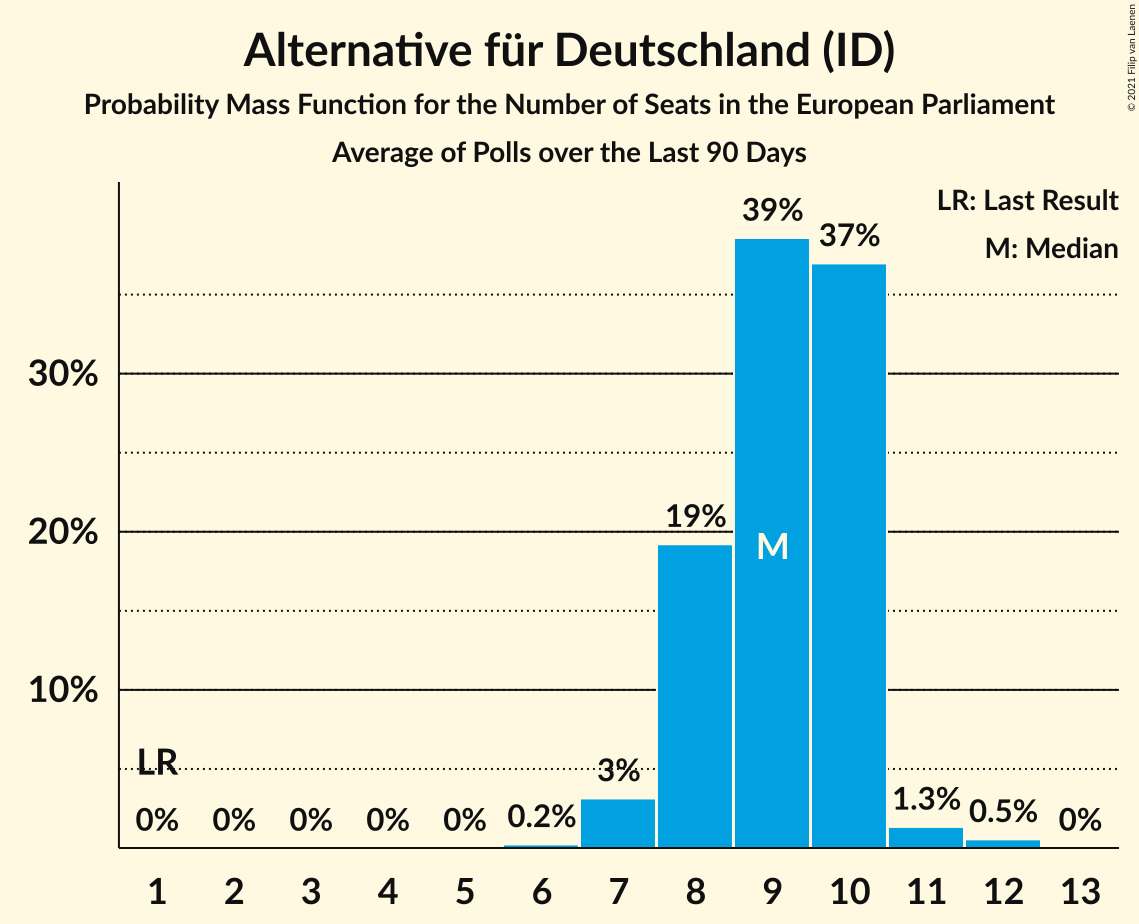 Alternative für Deutschland (ID)
Probability Mass Function for the Number of Seats in the European Parliament
Average of Polls over the Last 90 Days
© 2021 Filip van Laenen
LR: Last Result
M: Median
39%
37%
30%
20%
19%
M
10%
LR
3%
0%
0%
0%
0%
0%
0.2%
1.3%
0.5%
0%
1 2 3 4 5 6 7 8 9 10 11 12 13